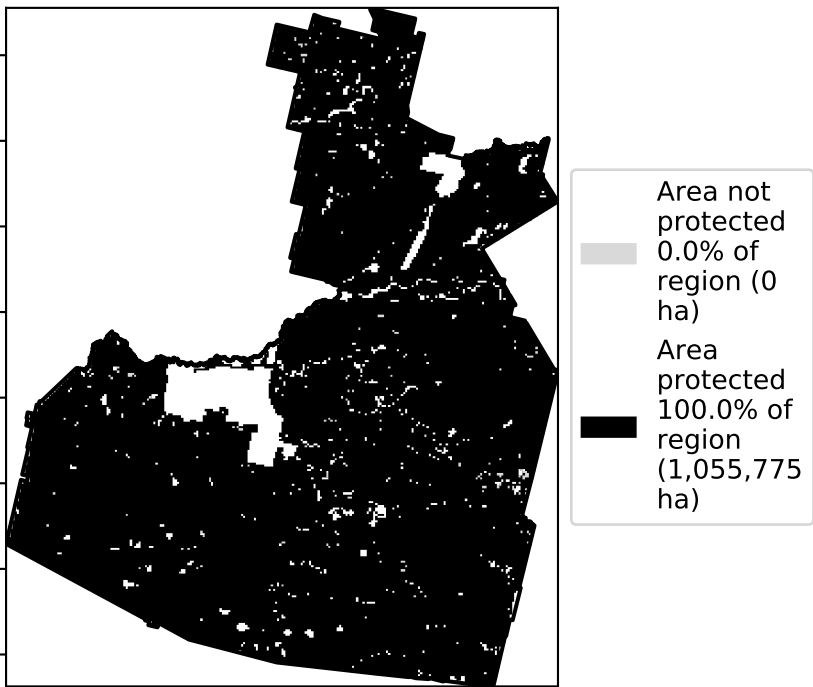 Area not
protected
0.0% of
region (0
ha)
Area
protected
100.0% of
region
(1,055,775
ha)